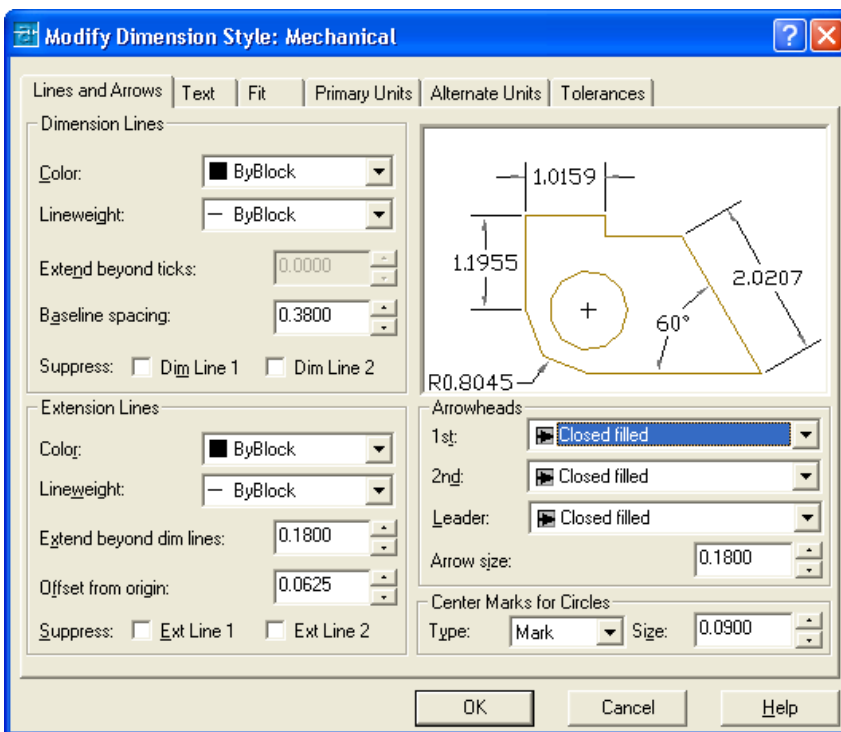 Modify Dimension Style: Mechanical
?
Lines and Arrows Text Fit Primary Units Alternate Units Tolerances
Dimension Lines
Color: ByBlock
Lineweight: ByBlock
Extend beyond ticks: 0.0000
Baseline spacing: 0.3800
Suppress: Dim Line 1 Dim Line 2
Extension Lines
Color: ByBlock
Lineweight: ByBlock
Extend beyond dim lines: 0.1800
Offset from origin: 0.0625
Suppress: Ext Line 1 Ext Line 2
1.0159
1.1955
2.0207
60°
R0.8045
Arrowheads
1st: Closed filled
2nd: Closed filled
Leader: Closed filled
Arrow size: 0.1800
Center Marks for Circles
Type: Mark Size: 0.0900
OK Cancel Help